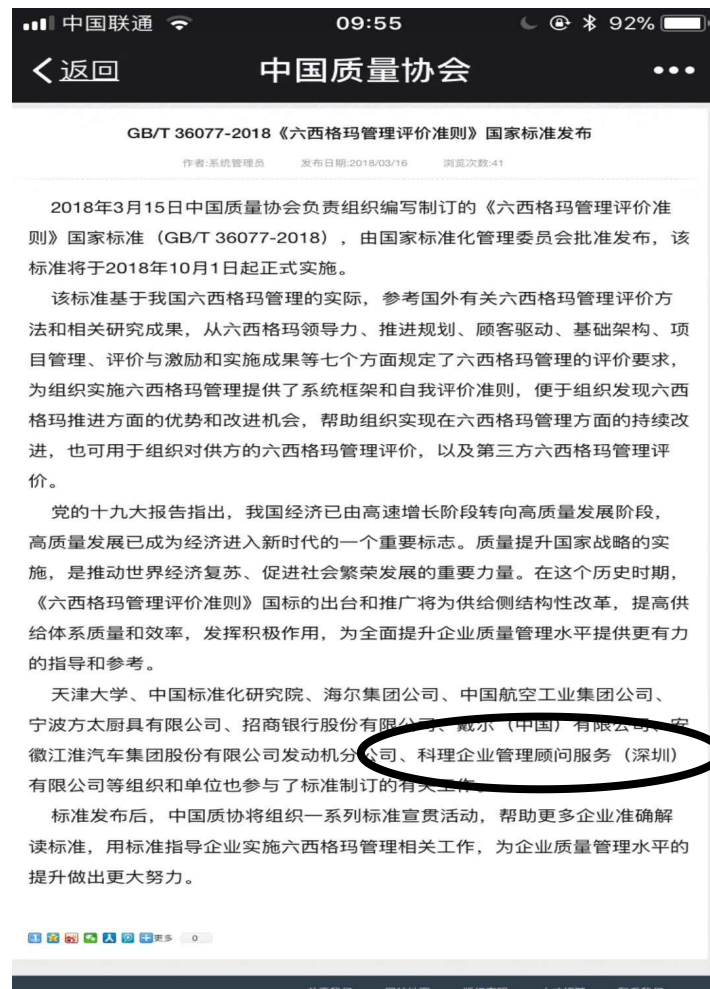 中国联通
09:55
92%
返回
中国质量协会
GB/T 36077-2018《六西格玛管理评价准则》国家标准发布
作者:系统管理员 发布日期:2018/03/16 浏览次数:41
2018年3月15日中国质量协会负责组织编写制订的《六西格玛管理评价准
则》国家标准（GB/T 36077-2018），由国家标准化管理委员会批准发布，该
标准将于2018年10月1日起正式实施。
该标准基于我国六西格玛管理的实际，参考国外有关六西格玛管理评价方
法和相关研究成果，从六西格玛领导力、推进规划、顾客驱动、基础架构、项
目管理、评价与激励和实施成果等七个方面规定了六西格玛管理的评价要求，
为组织实施六西格玛管理提供了系统框架和自我评价准则，便于组织发现六西
格玛推进方面的优势和改进机会，帮助组织实现在六西格玛管理方面的持续改
进，也可用于组织对供方的六西格玛管理评价，以及第三方六西格玛管理评
价。
党的十九大报告指出，我国经济已由高速增长阶段转向高质量发展阶段，
高质量发展已成为经济进入新时代的一个重要标志。质量提升国家战略的实
施，是推动世界经济复苏、促进社会繁荣发展的重要力量。在这个历史时期，
《六西格玛管理评价准则》国标的出台和推广将为供给侧结构性改革，提高供
给体系质量和效率，发挥积极作用，为全面提升企业质量管理水平提供更有力
的指导和参考。
天津大学、中国标准化研究院、海尔集团公司、中国航空工业集团公司、
宁波方太厨具有限公司、招商银行股份有限公司、戴尔（中国）有限公司、安
徽江淮汽车集团股份有限公司发动机分公司、科理企业管理顾问服务（深圳）
有限公司等组织和单位也参与了标准制订的有关工作。
标准发布后，中国质协将组织一系列标准宣贯活动，帮助更多企业准确解
读标准，用标准指导企业实施六西格玛管理相关工作，为企业质量管理水平的
提升做出更大努力。
更多 0